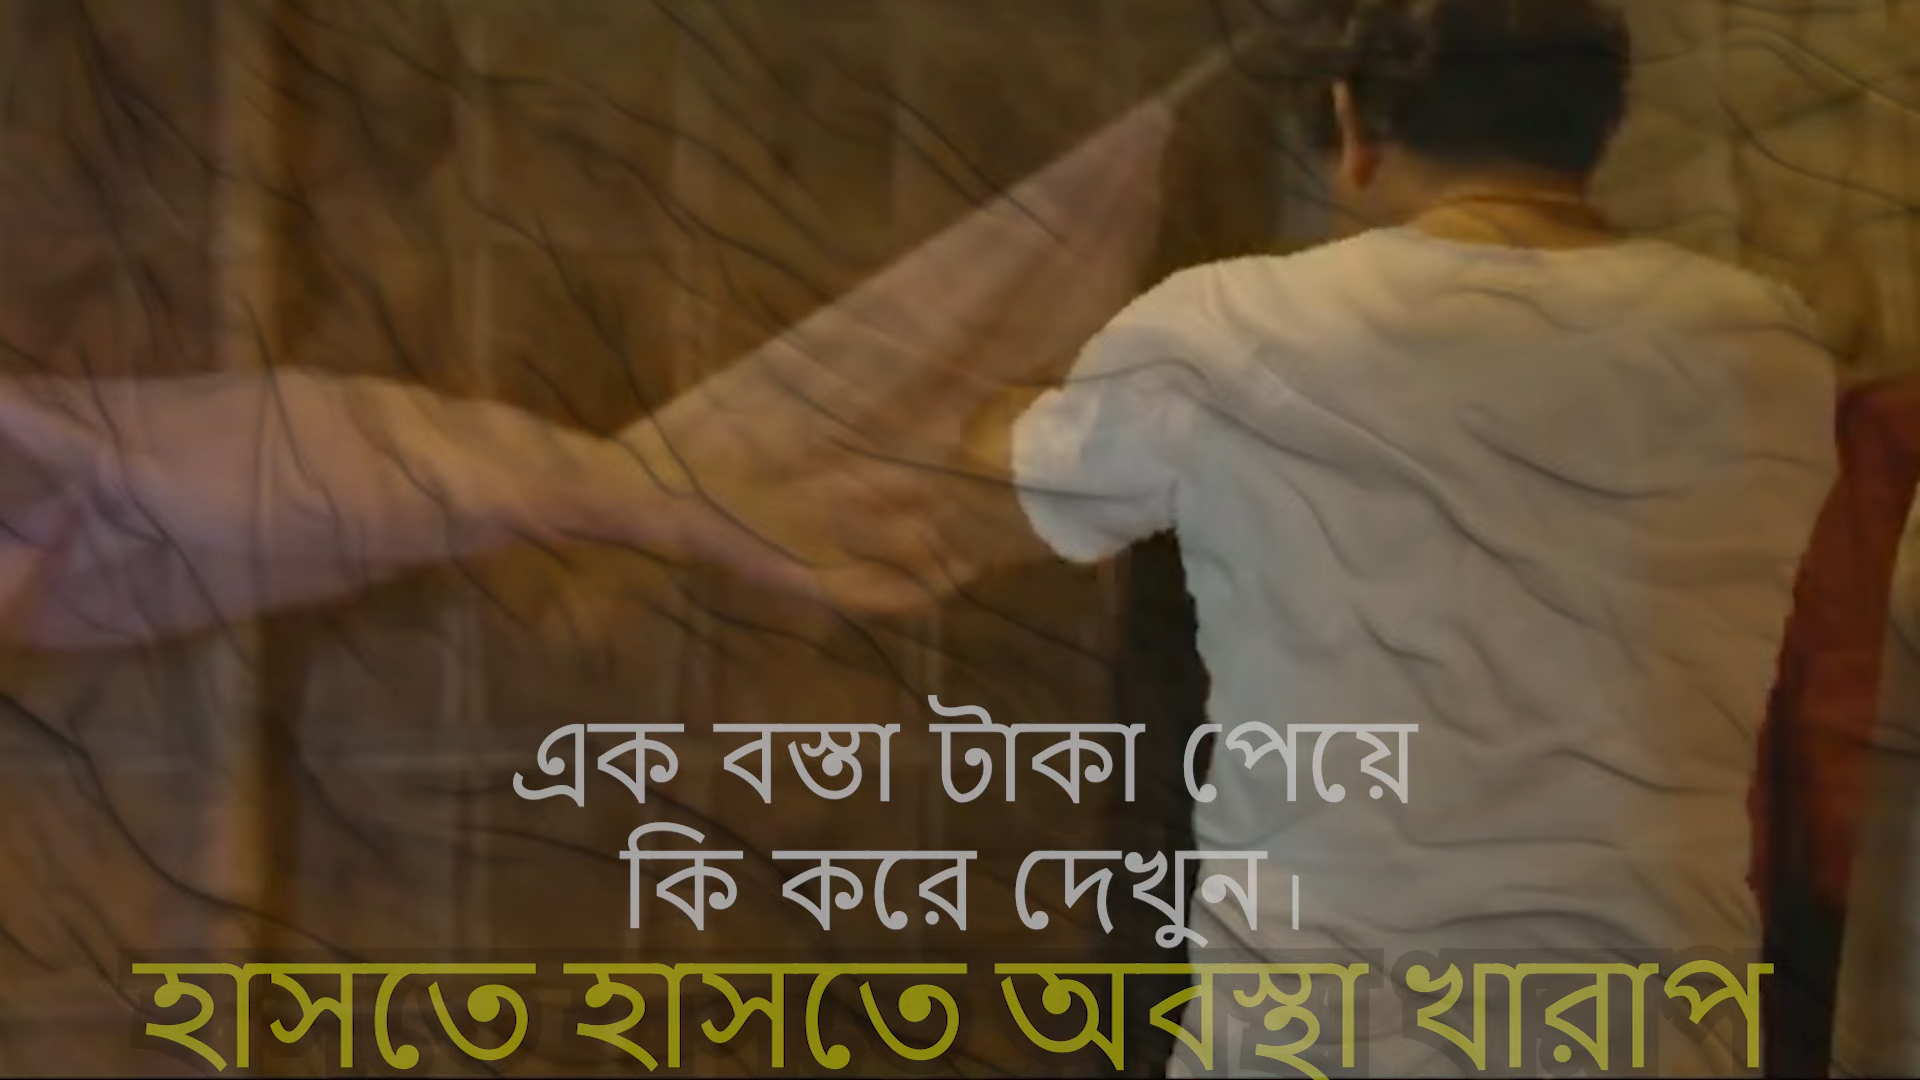 এক বস্তা টাকা পেয়ে
কি করে দেখুন।
হাসতে হাসতে অবস্থা খারাপ